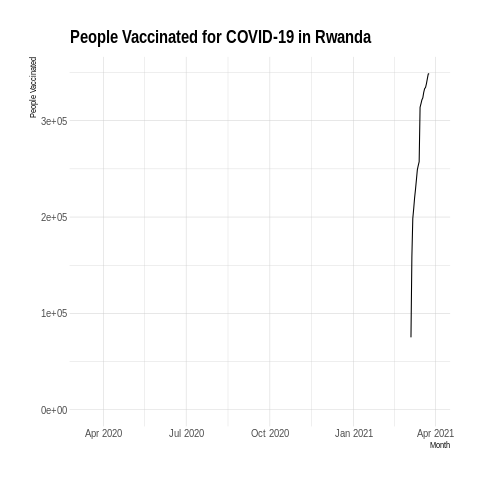 People Vaccinated for COVID-19 in Rwanda
People Vaccinated
3e+05
2e+05
1e+05
0e+00
Apr 2020 Jul 2020 Oct 2020 Jan 2021 Apr 2021
Month